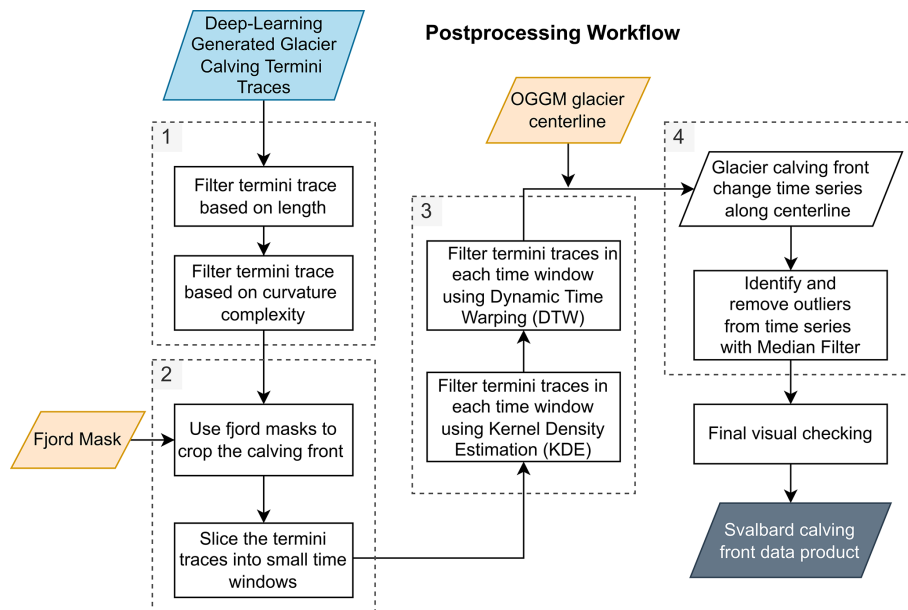 Postprocessing Workflow
Deep-Learning
Generated Glacier
Calving Termini
Traces
1
Filter termini trace
based on length
Filter termini trace
based on curvature
complexity
2
Fjord Mask
Use fjord masks to
crop the calving front
Slice the termini
traces into small time
windows
3
Filter termini traces in
each time window
using Dynamic Time
Warping (DTW)
Filter termini traces in
each time window
using Kernel Density
Estimation (KDE)
OGGM glacier
centerline
4
Glacier calving front
change time series
along centerline
Identify and
remove outliers
from time series
with Median Filter
Final visual checking
Svalbard calving
front data product